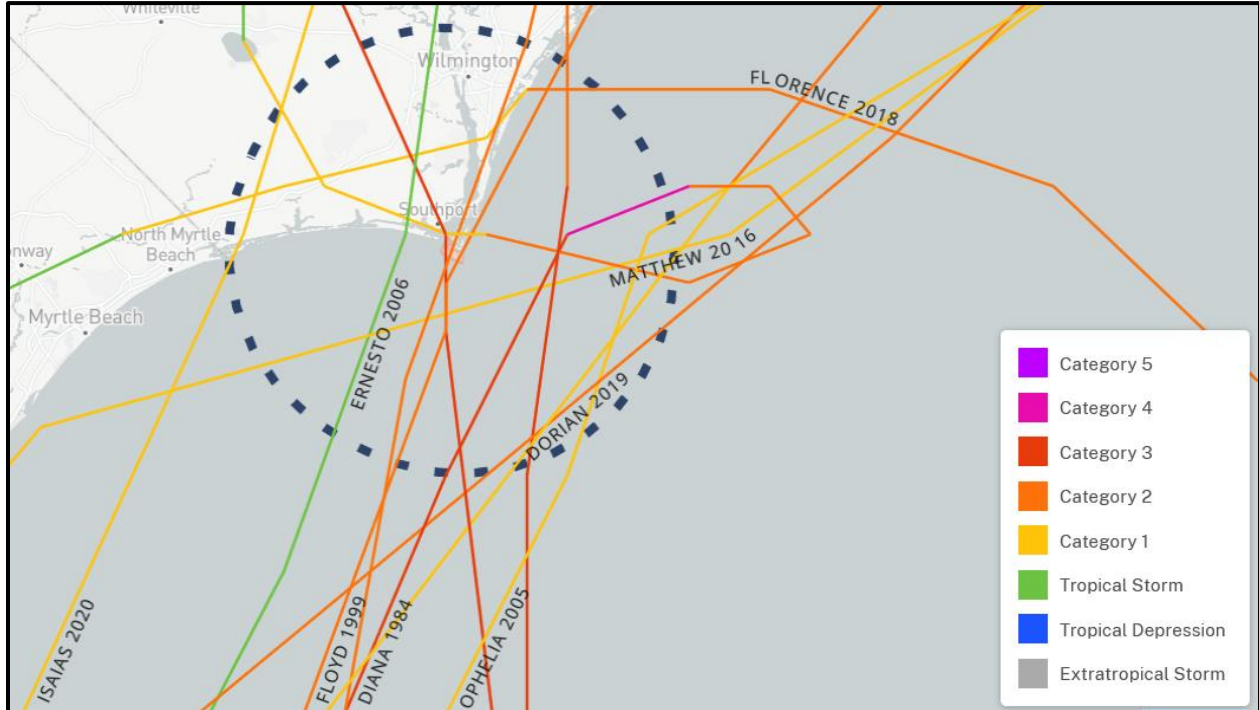 Whiteville
Wilmington
FLORENCE 2018
Southport
onway
North Myrtle
Beach
MATTHEW 2016
Myrtle Beach
ERNESTO 2006
DORIAN 2019
ISAIAS 2020
FLOYD 1999
DIANA 1984
OPHELIA 2005
Category 5
Category 4
Category 3
Category 2
Category 1
Tropical Storm
Tropical Depression
Extratropical Storm